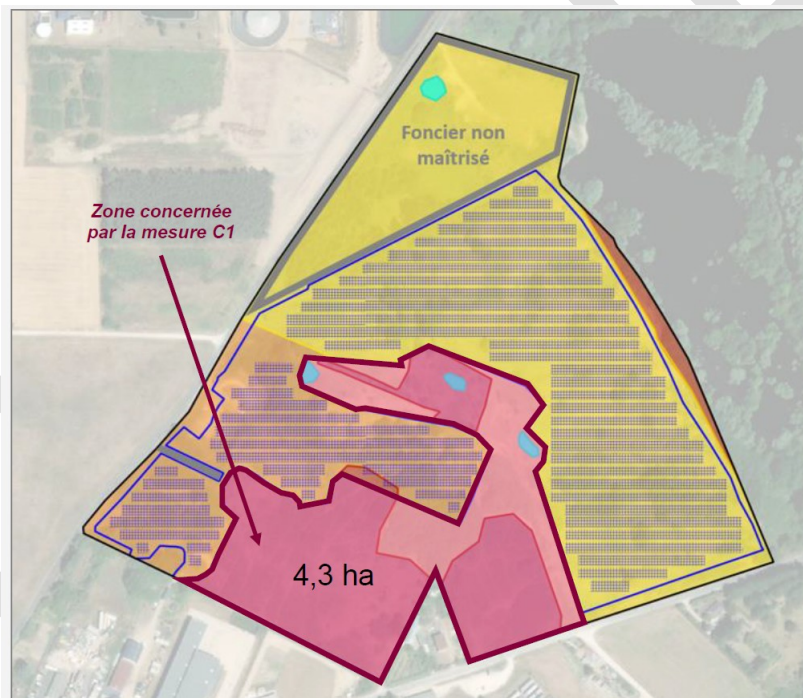 Foncier non
maîtrisé
Zone concernée
par la mesure C1
4,3 ha